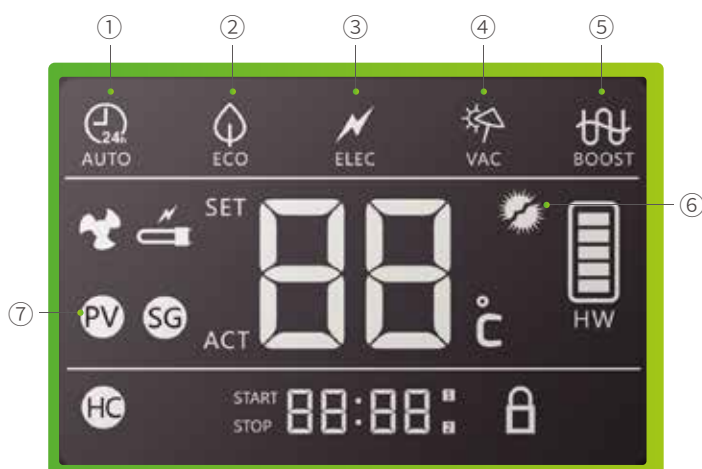 ① ② ③ ④ ⑤
24h
AUTO ECO ELEC VAC BOOST
SET
⑥
88
⑦ PV SG
ACT °C HW
HC
START 88:88 1
STOP 2